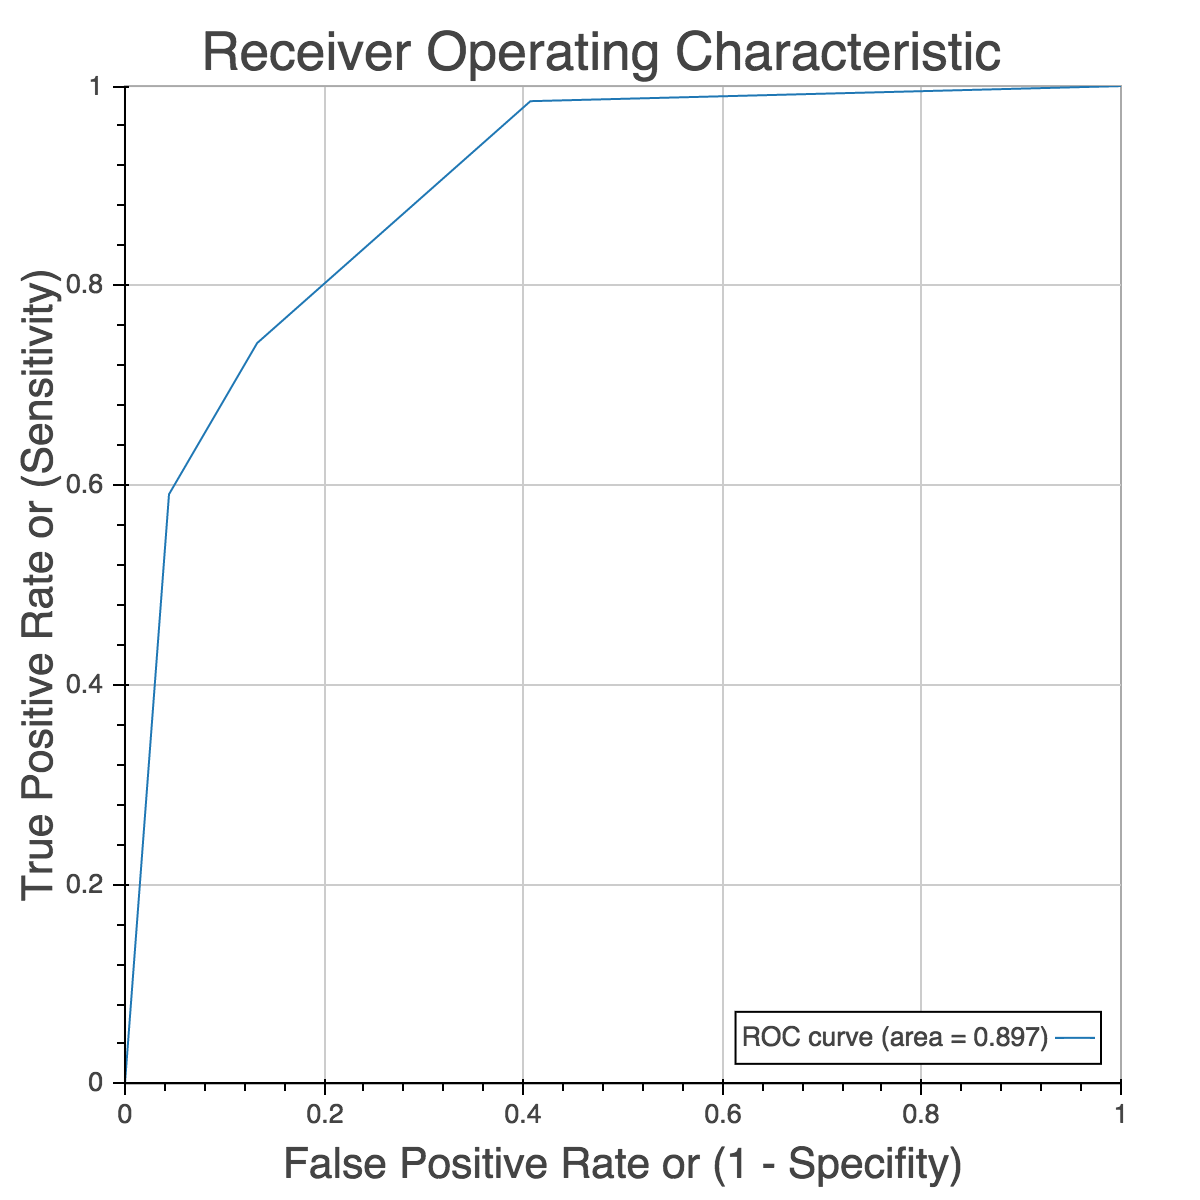 Receiver Operating Characteristic
True Positive Rate or (Sensitivity)
1
0.8
0.6
0.4
0.2
0
ROC curve (area = 0.897)
0 0.2 0.4 0.6 0.8 1
False Positive Rate or (1 - Specifity)